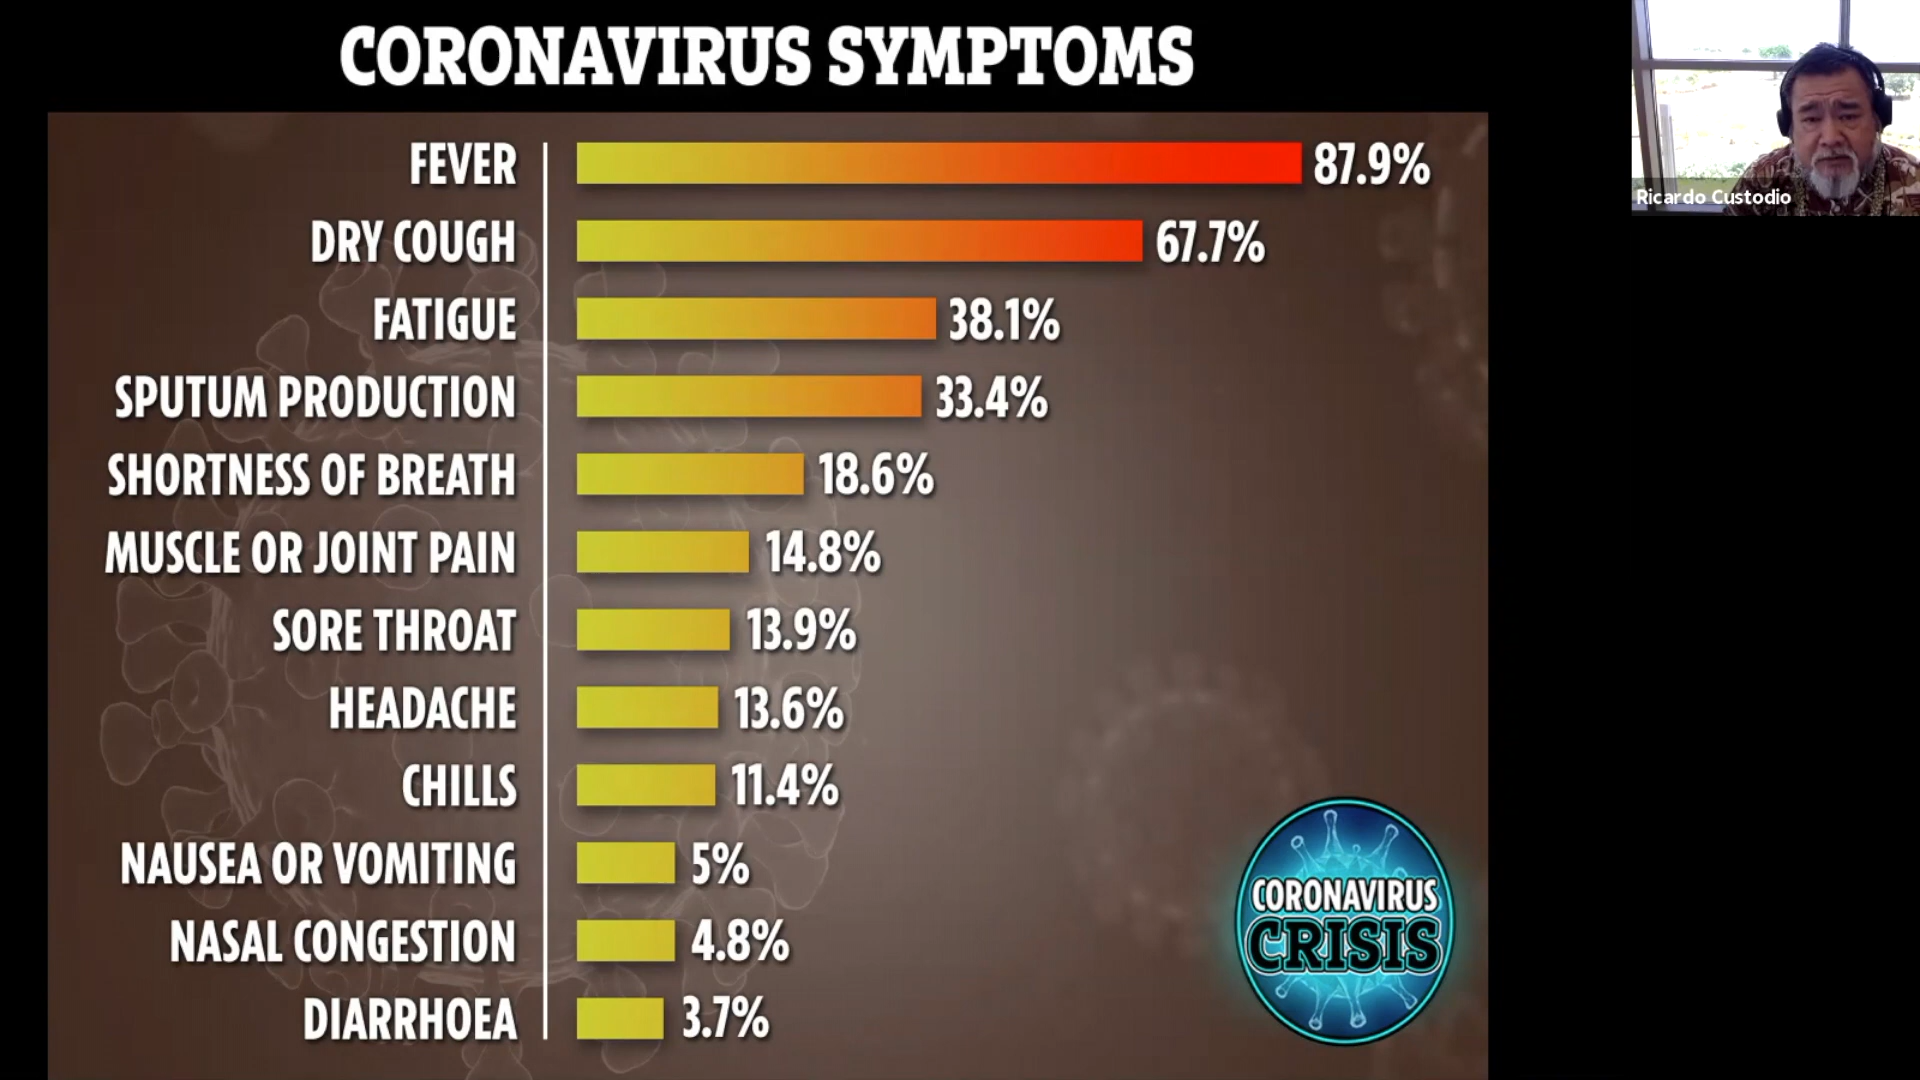 CORONAVIRUS SYMPTOMS
FEVER 87.9%
DRY COUGH 67.7%
FATIGUE 38.1%
SPUTUM PRODUCTION 33.4%
SHORTNESS OF BREATH 18.6%
MUSCLE OR JOINT PAIN 14.8%
SORE THROAT 13.9%
HEADACHE 13.6%
CHILLS 11.4%
NAUSEA OR VOMITING 5%
NASAL CONGESTION 4.8%
DIARRHOEA 3.7%
CORONAVIRUS
CRISIS
Ricardo Custodio